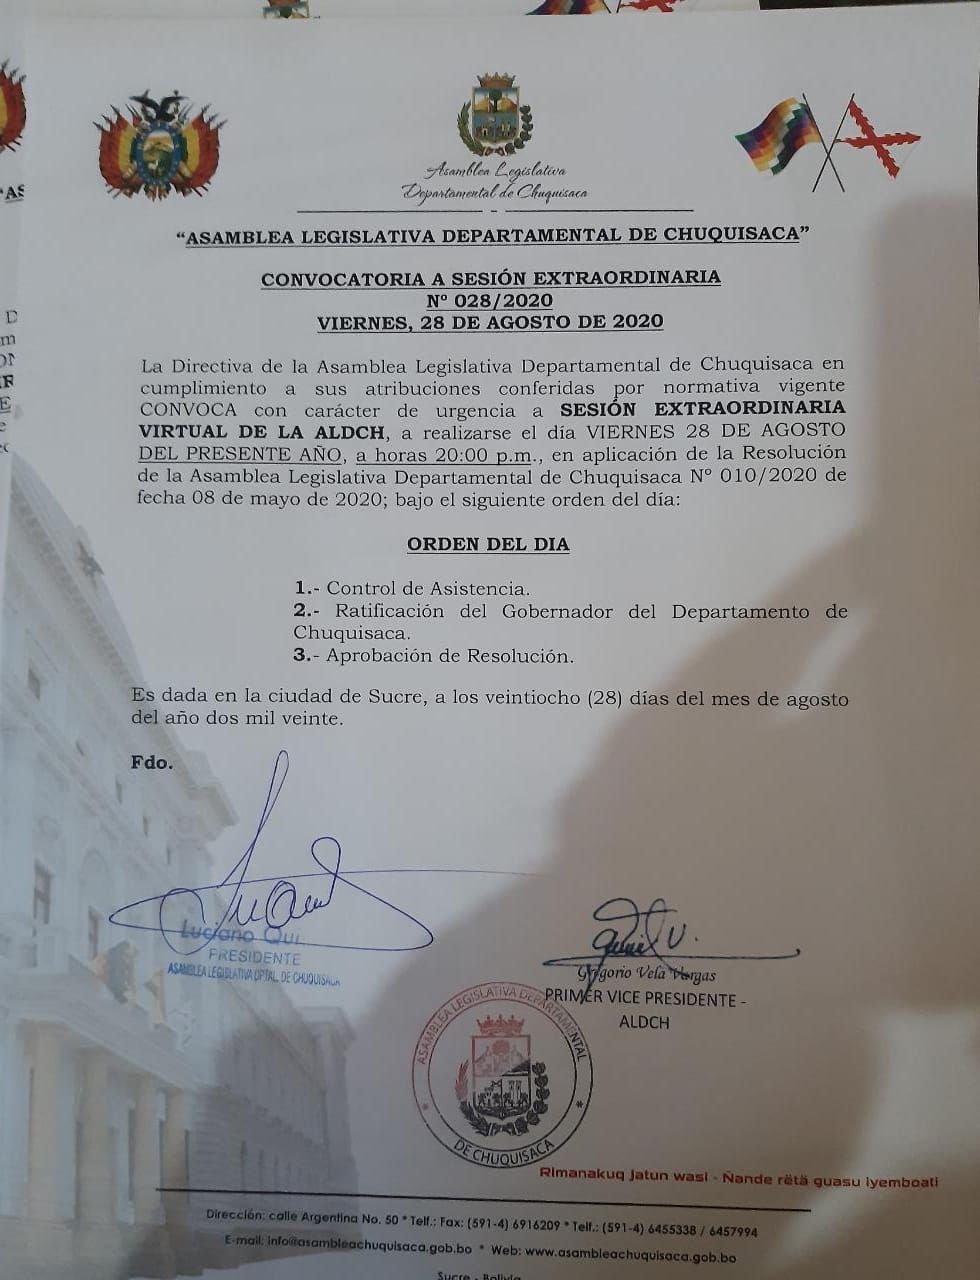 Asamblea Legislativa
Departamental de Chuquisaca
“ASAMBLEA LEGISLATIVA DEPARTAMENTAL DE CHUQUISACA”
CONVOCATORIA A SESIÓN EXTRAORDINARIA
Nº 028/2020
VIERNES, 28 DE AGOSTO DE 2020
La Directiva de la Asamblea Legislativa Departamental de Chuquisaca en
cumplimiento a sus atribuciones conferidas por normativa vigente
CONVOCA con carácter de urgencia a SESIÓN EXTRAORDINARIA
VIRTUAL DE LA ALDCH, a realizarse el día VIERNES 28 DE AGOSTO
DEL PRESENTE AÑO, a horas 20:00 p.m., en aplicación de la Resolución
de la Asamblea Legislativa Departamental de Chuquisaca Nº 010/2020 de
fecha 08 de mayo de 2020; bajo el siguiente orden del día:
ORDEN DEL DIA
1.- Control de Asistencia.
2.- Ratificación del Gobernador del Departamento de
Chuquisaca.
3.- Aprobación de Resolución.
Es dada en la ciudad de Sucre, a los veintiocho (28) días del mes de agosto
del año dos mil veinte.
Fdo.
Luciano Qui
PRESIDENTE
ASAMBLEA LEGISLATIVA DPTAL. DE CHUQUISACA
Grigorio Vela Vargas
PRIMER VICE PRESIDENTE -
ALDCH
ASAMBLEA LEGISLATIVA DEPARTAMENTAL
DE CHUQUISACA
Rimanakuq Jatun wasi - Ñande rëtä guasu iyemboati
Dirección: calle Argentina No. 50 * Telf.: Fax: (591-4) 6916209 * Telf.: (591-4) 6455338 / 6457994
E-mail: info@asambleachuquisaca.gob.bo * Web: www.asambleachuquisaca.gob.bo
Sucre - Bolivia